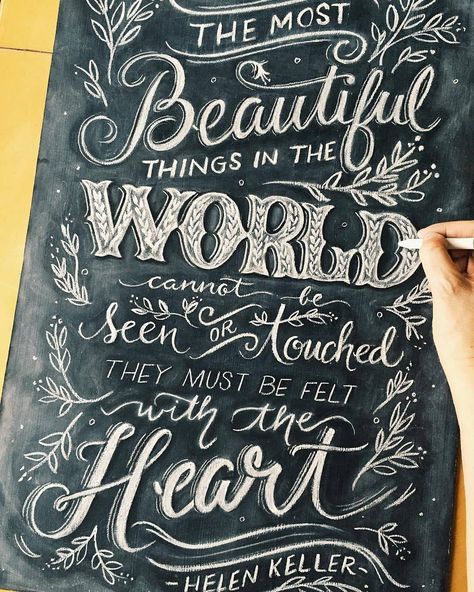 THE MOST
Beautiful
THINGS IN THE
WORLD
cannot be
seen OR touched
THEY MUST BE FELT
with the
Heart
-HELEN KELLER-